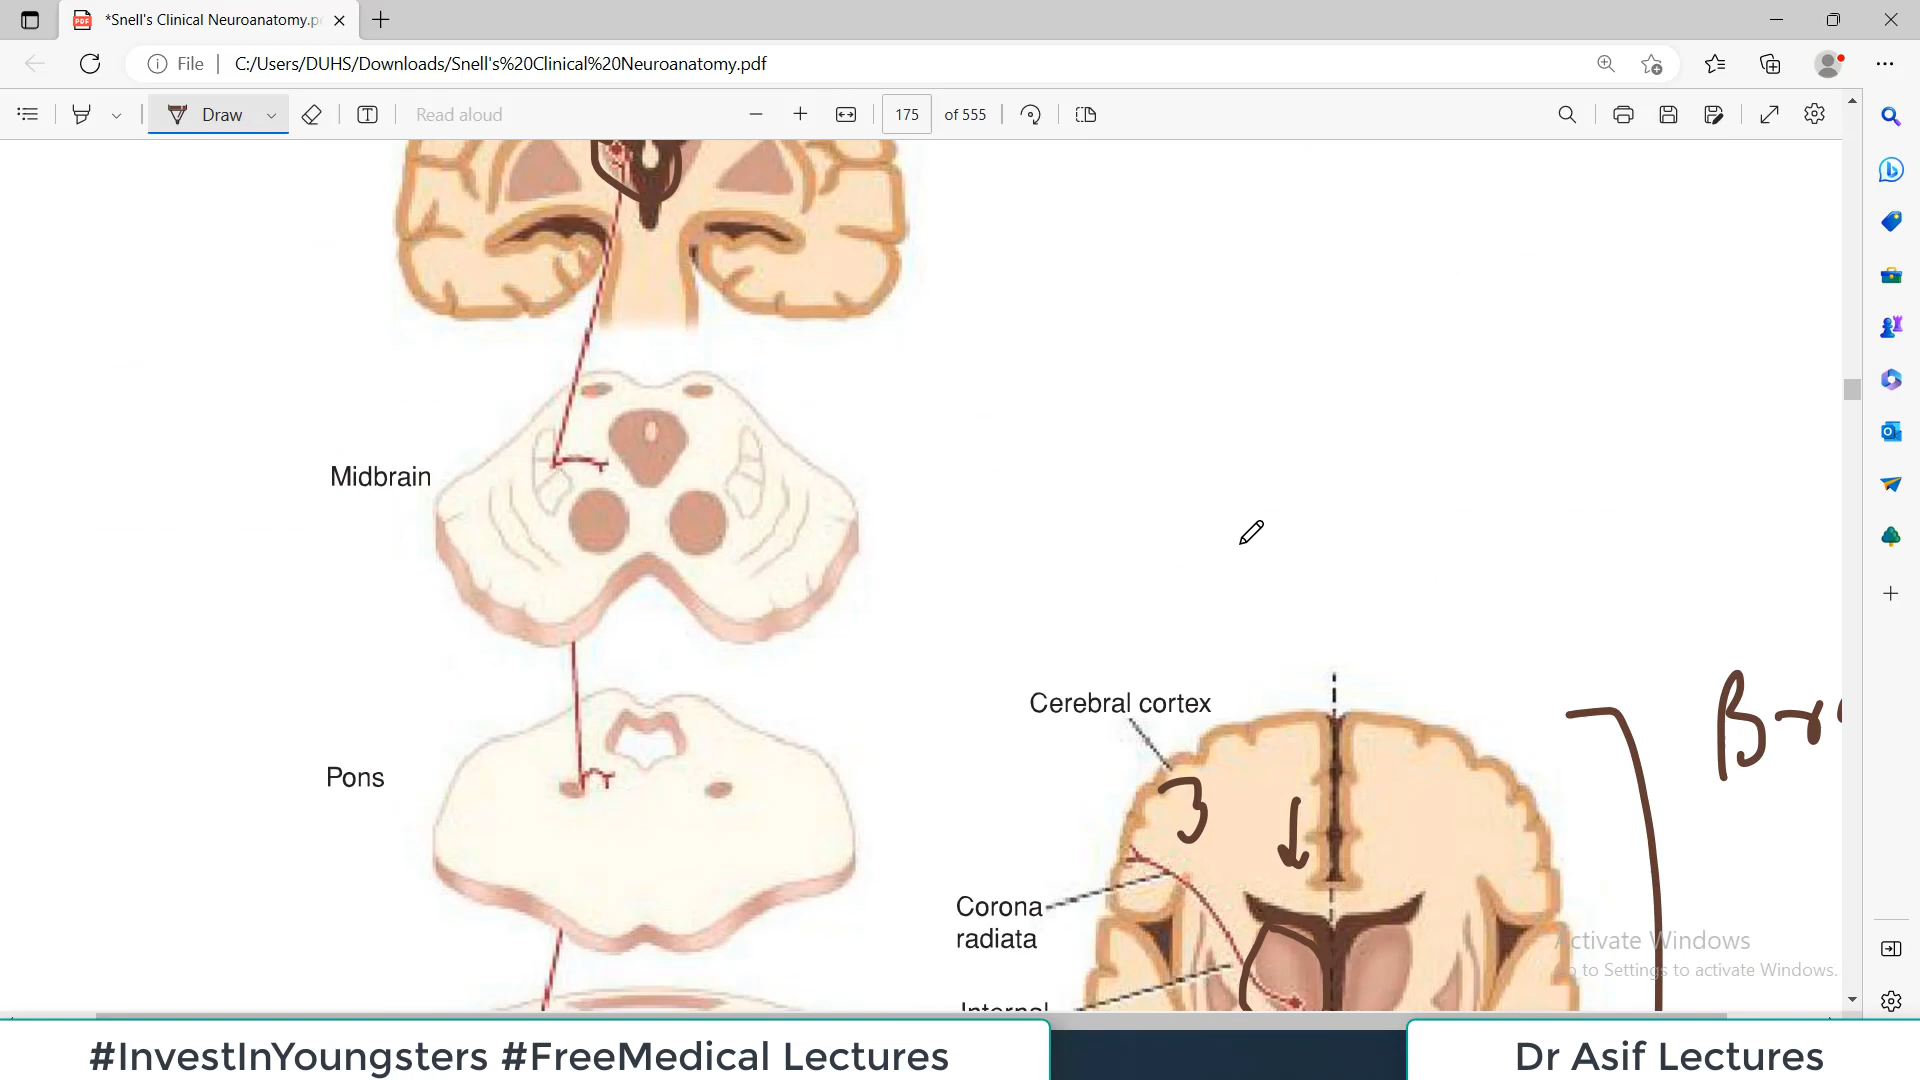 *Snell's Clinical Neuroanatomy.p
File
C:/Users/DUHS/Downloads/Snell's%20Clinical%20Neuroanatomy.pdf
Draw
Read aloud
175
of 555
Midbrain
Pons
Cerebral cortex
Corona
radiata
Internal
Activate Windows
Go to Settings to activate Windows.
#InvestInYoungsters #FreeMedical Lectures
Dr Asif Lectures